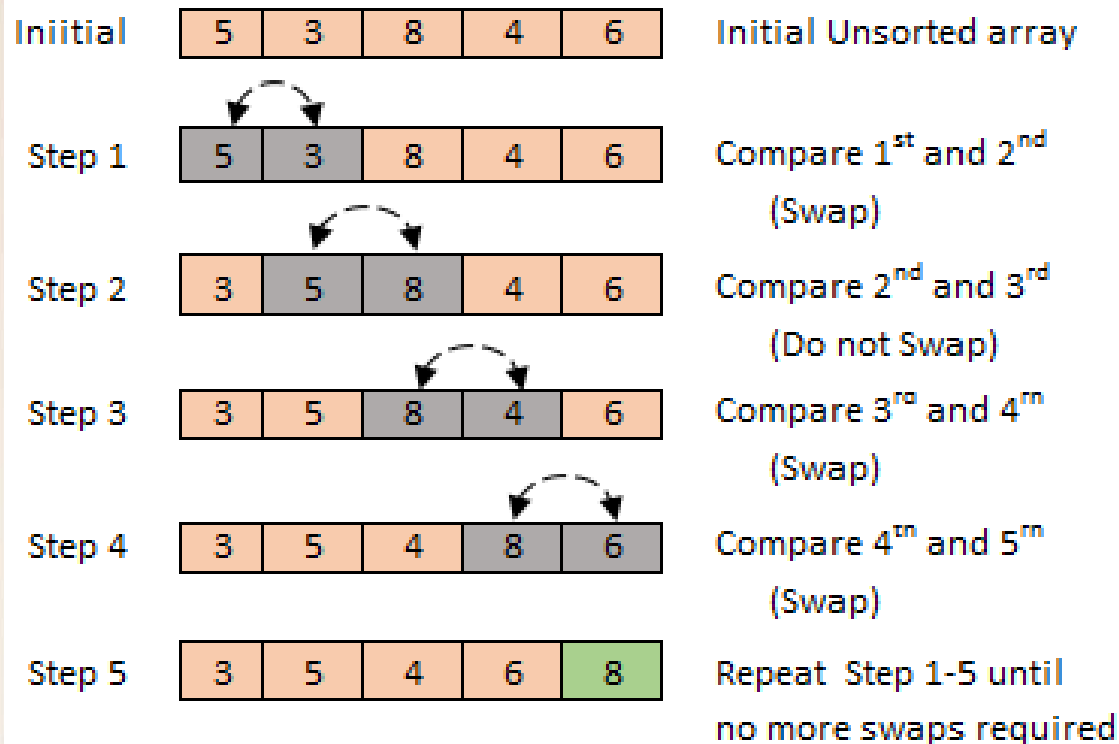 Iniitial 5 3 8 4 6 Initial Unsorted array
Step 1 5 3 8 4 6 Compare 1st and 2nd
(Swap)
Step 2 3 5 8 4 6 Compare 2nd and 3rd
(Do not Swap)
Step 3 3 5 8 4 6 Compare 3rd and 4th
(Swap)
Step 4 3 5 4 8 6 Compare 4th and 5th
(Swap)
Step 5 3 5 4 6 8 Repeat Step 1-5 until
no more swaps required